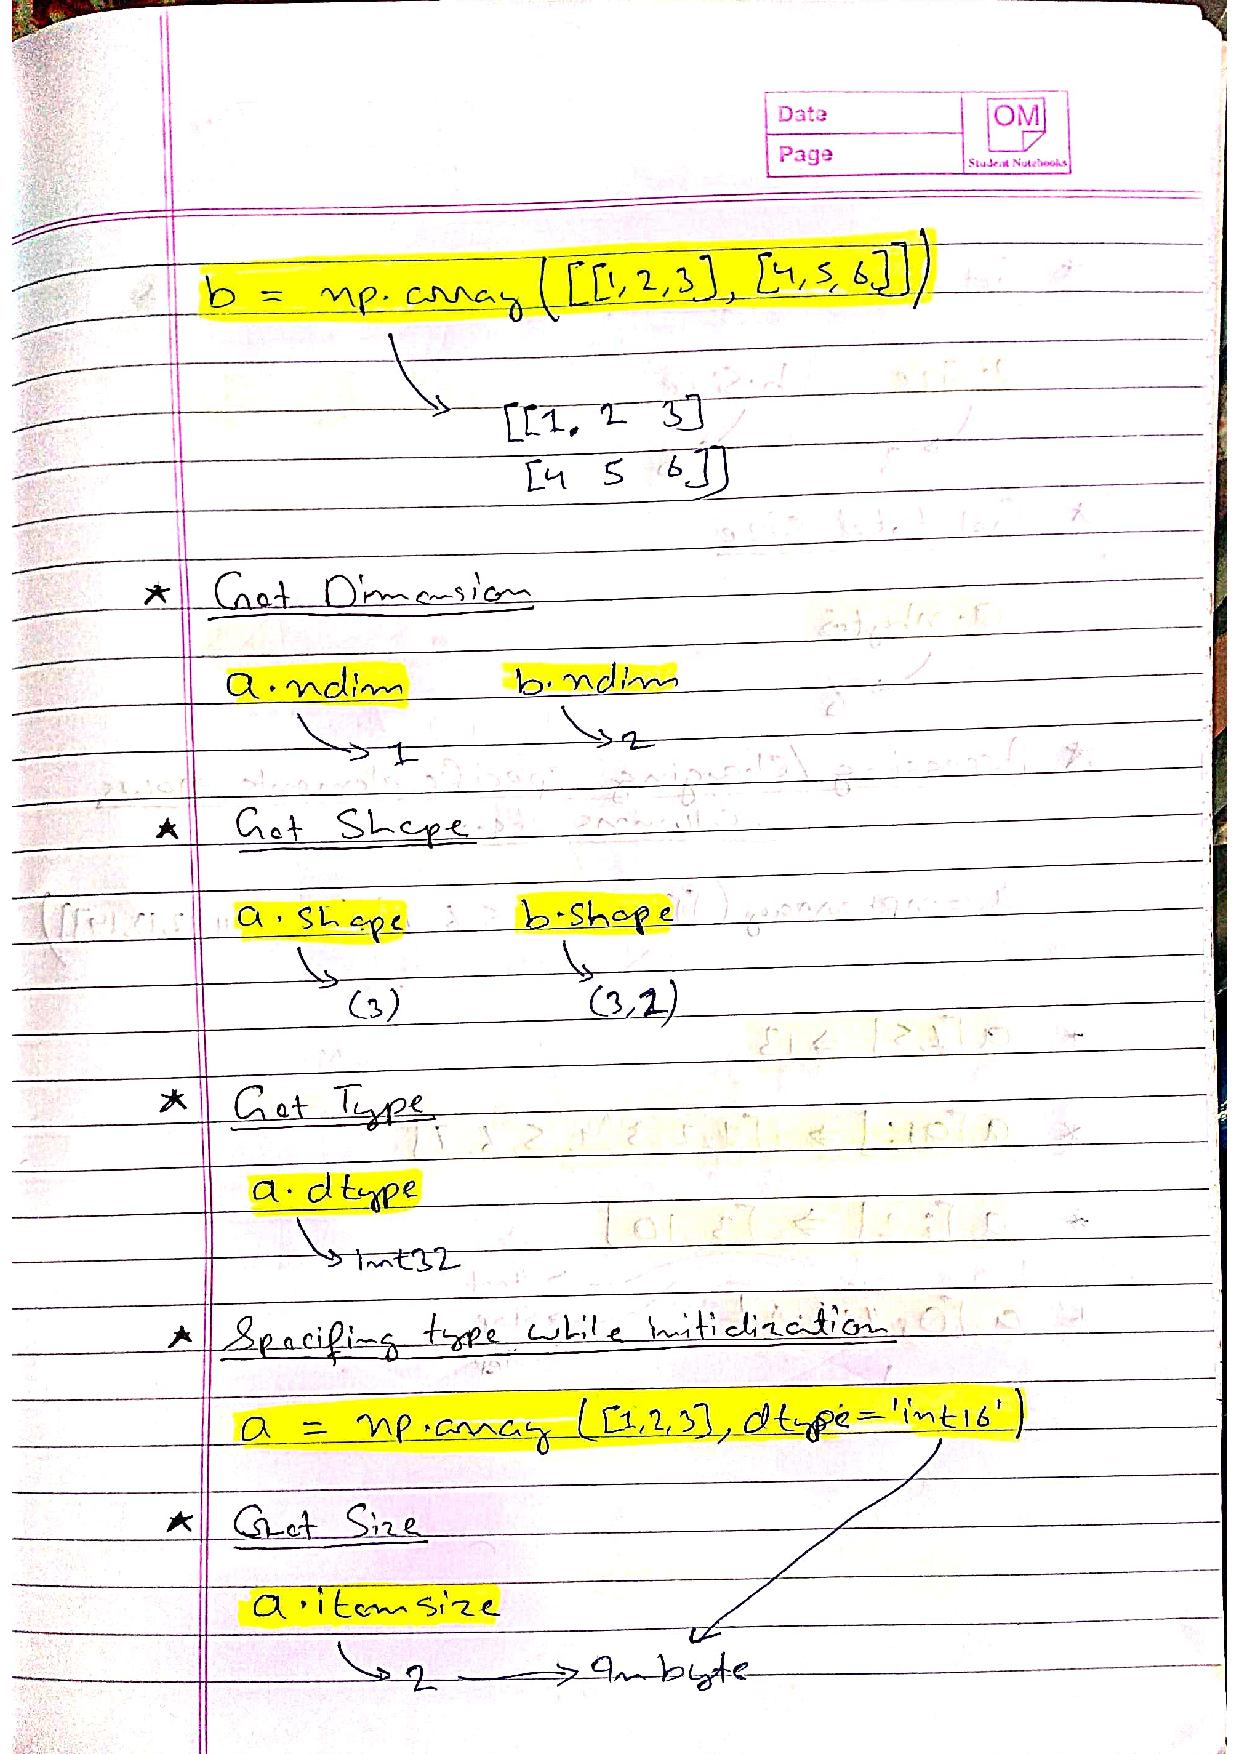 Date
OM
Page
Student Notebooks
b = np.array([[1,2,3], [4,5,6]])
[[1. 2 3]
[4 5 6]]
* Get Dimension
a.ndim b.ndim
1 2
* Get Shape
a.shape b.shape
(3) (3,2)
* Get Type
a.dtype
int32
* Specifing type while initialization
a = np.array ([1,2,3], dtype='int16')
* Get Size
a.itemsize
2 In byte